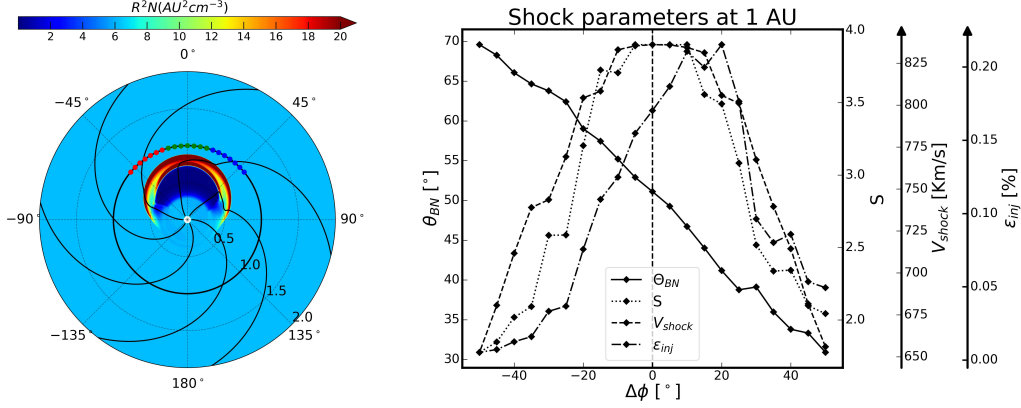 R²N(AU²cm⁻³)
2 4 6 8 10 12 14 16 18 20
0°
−45° 45°
−90° 90°
0.5
1.0
1.5
2.0
−135° 135°
180°
Shock parameters at 1 AU
70
65
60
55
50
45
40
35
30
θ_BN [°]
−40 −20 0 20 40
Δϕ [°]
Θ_BN
S
V_shock
ε_inj
4.0
3.5
3.0
2.5
2.0
S
825
800
775
750
725
700
675
650
V_shock [Km/s]
0.20
0.15
0.10
0.05
0.00
ε_inj [%]